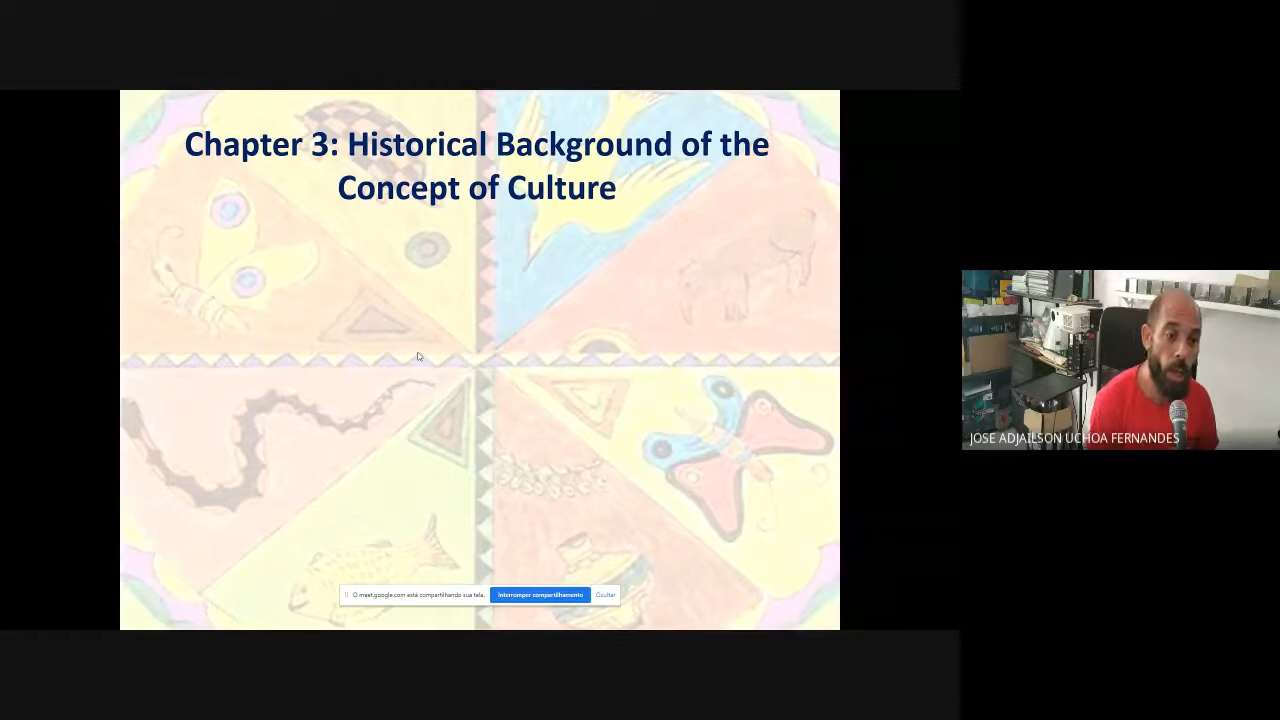 Chapter 3: Historical Background of the
Concept of Culture
O meet.google.com está compartilhando sua tela.
Interromper compartilhamento
Ocultar
JOSE ADJAILSON UCHOA FERNANDES